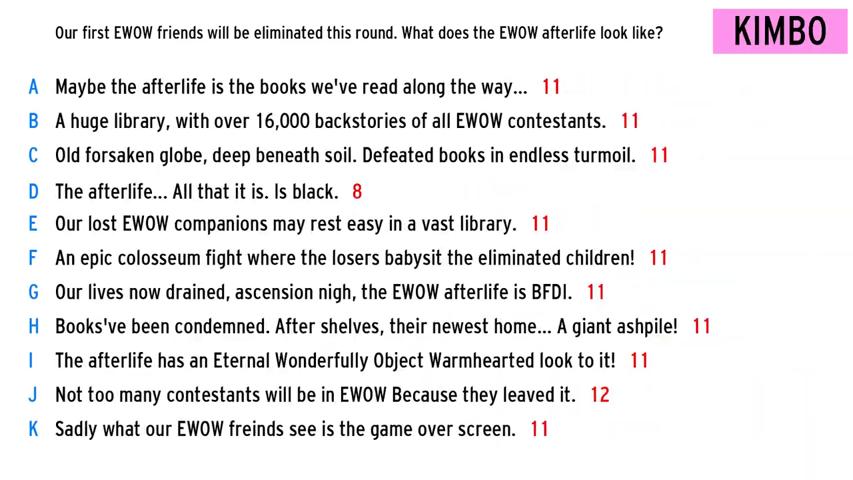 Our first EWOW friends will be eliminated this round. What does the EWOW afterlife look like?
KIMBO
A Maybe the afterlife is the books we've read along the way... 11
B A huge library, with over 16,000 backstories of all EWOW contestants. 11
C Old forsaken globe, deep beneath soil. Defeated books in endless turmoil. 11
D The afterlife... All that it is. Is black. 8
E Our lost EWOW companions may rest easy in a vast library. 11
F An epic colosseum fight where the losers babysit the eliminated children! 11
G Our lives now drained, ascension nigh, the EWOW afterlife is BFDI. 11
H Books've been condemned. After shelves, their newest home... A giant ashpile! 11
I The afterlife has an Eternal Wonderfully Object Warmhearted look to it! 11
J Not too many contestants will be in EWOW Because they leaved it. 12
K Sadly what our EWOW freinds see is the game over screen. 11